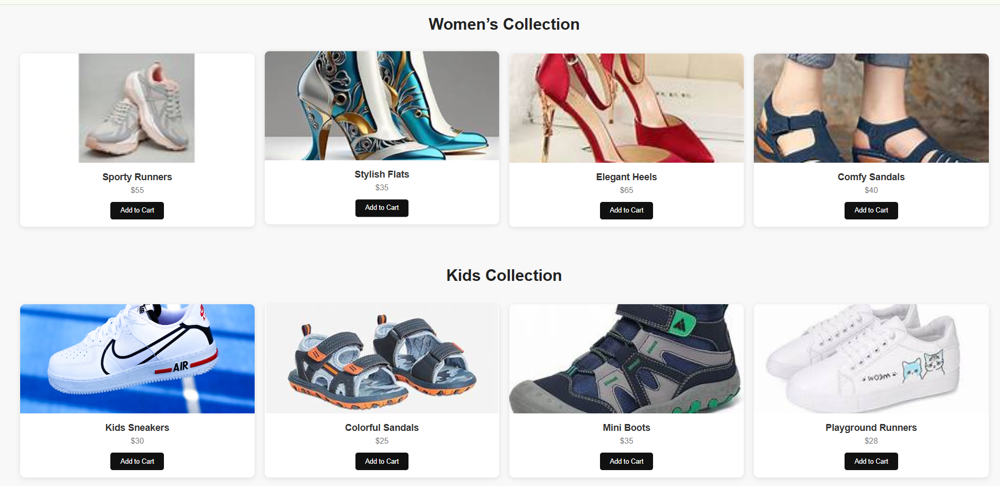 Women’s Collection
Sporty Runners
$55
Add to Cart
Stylish Flats
$35
Add to Cart
Elegant Heels
$65
Add to Cart
Comfy Sandals
$40
Add to Cart
Kids Collection
AIR
Kids Sneakers
$30
Add to Cart
Colorful Sandals
$25
Add to Cart
Mini Boots
$35
Add to Cart
Playground Runners
$28
Add to Cart